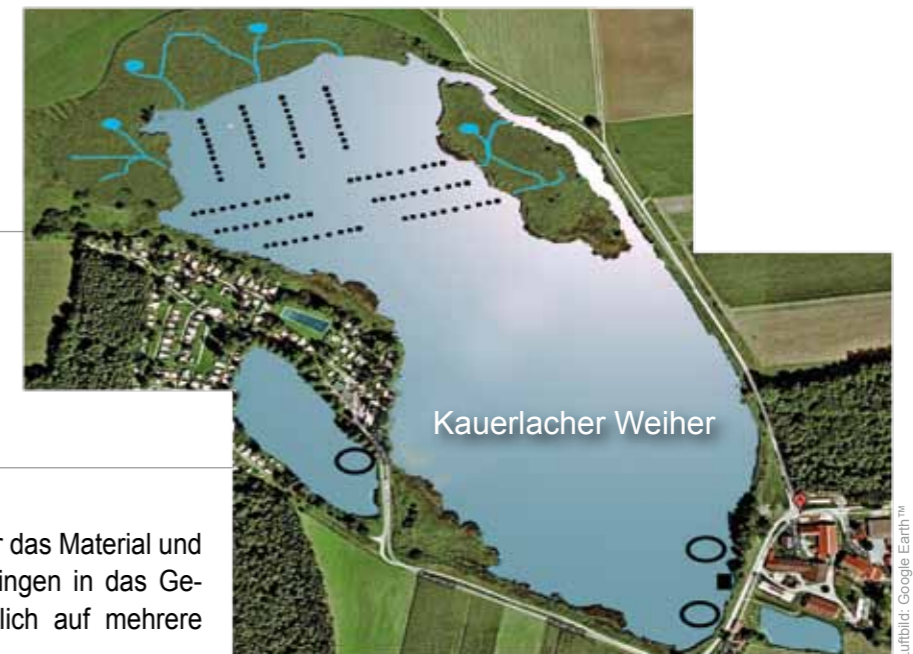 Kauerlacher Weiher
r das Material und
ingen in das Ge-
lich auf mehrere
uftbild: Google Earth™